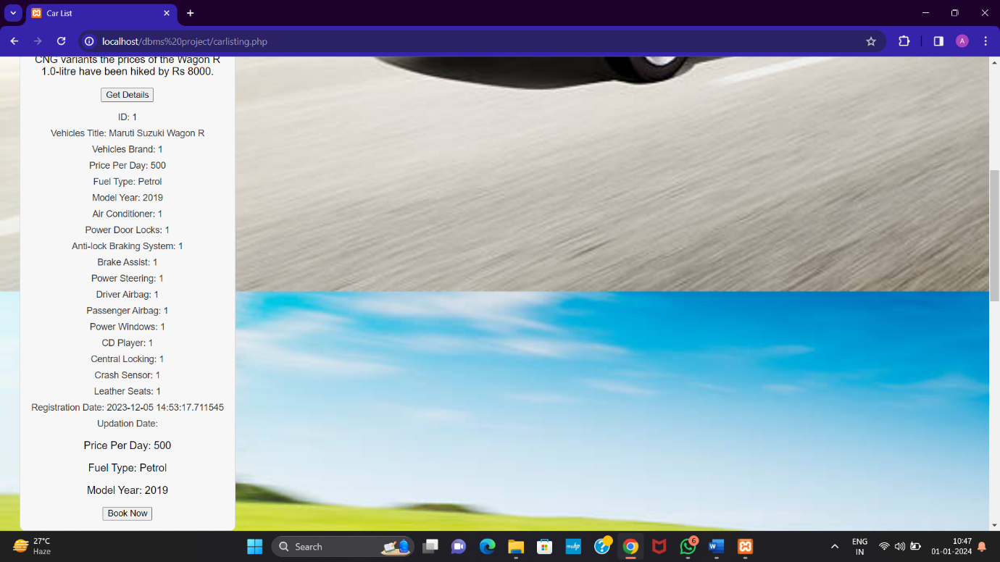 Car List
localhost/dbms%20project/carlisting.php
A
CNG variants the prices of the Wagon R
1.0-litre have been hiked by Rs 8000.
Get Details
ID: 1
Vehicles Title: Maruti Suzuki Wagon R
Vehicles Brand: 1
Price Per Day: 500
Fuel Type: Petrol
Model Year: 2019
Air Conditioner: 1
Power Door Locks: 1
Anti-lock Braking System: 1
Brake Assist: 1
Power Steering: 1
Driver Airbag: 1
Passenger Airbag: 1
Power Windows: 1
CD Player: 1
Central Locking: 1
Crash Sensor: 1
Leather Seats: 1
Registration Date: 2023-12-05 14:53:17.711545
Updation Date:
Price Per Day: 500
Fuel Type: Petrol
Model Year: 2019
Book Now
27°C
Haze
Search
myhp
6
ENG
IN
10:47
01-01-2024